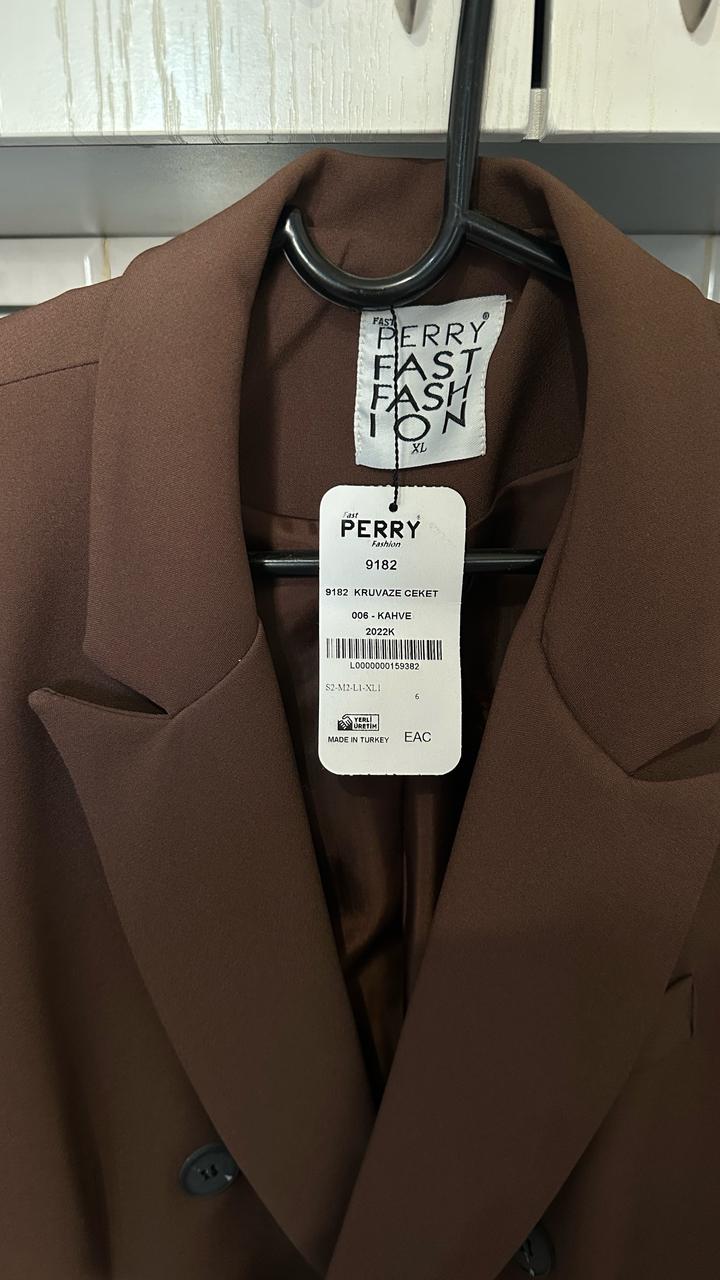 FAST
PERRY®
FAST
FASH
ION
XL
Fast
PERRY
Fashion
9182
9182 KRUVAZE CEKET
006 - KAHVE
2022K
L0000000159382
S2-M2-L1-XL1
6
YERLİ
ÜRETİM
MADE IN TURKEY EAC